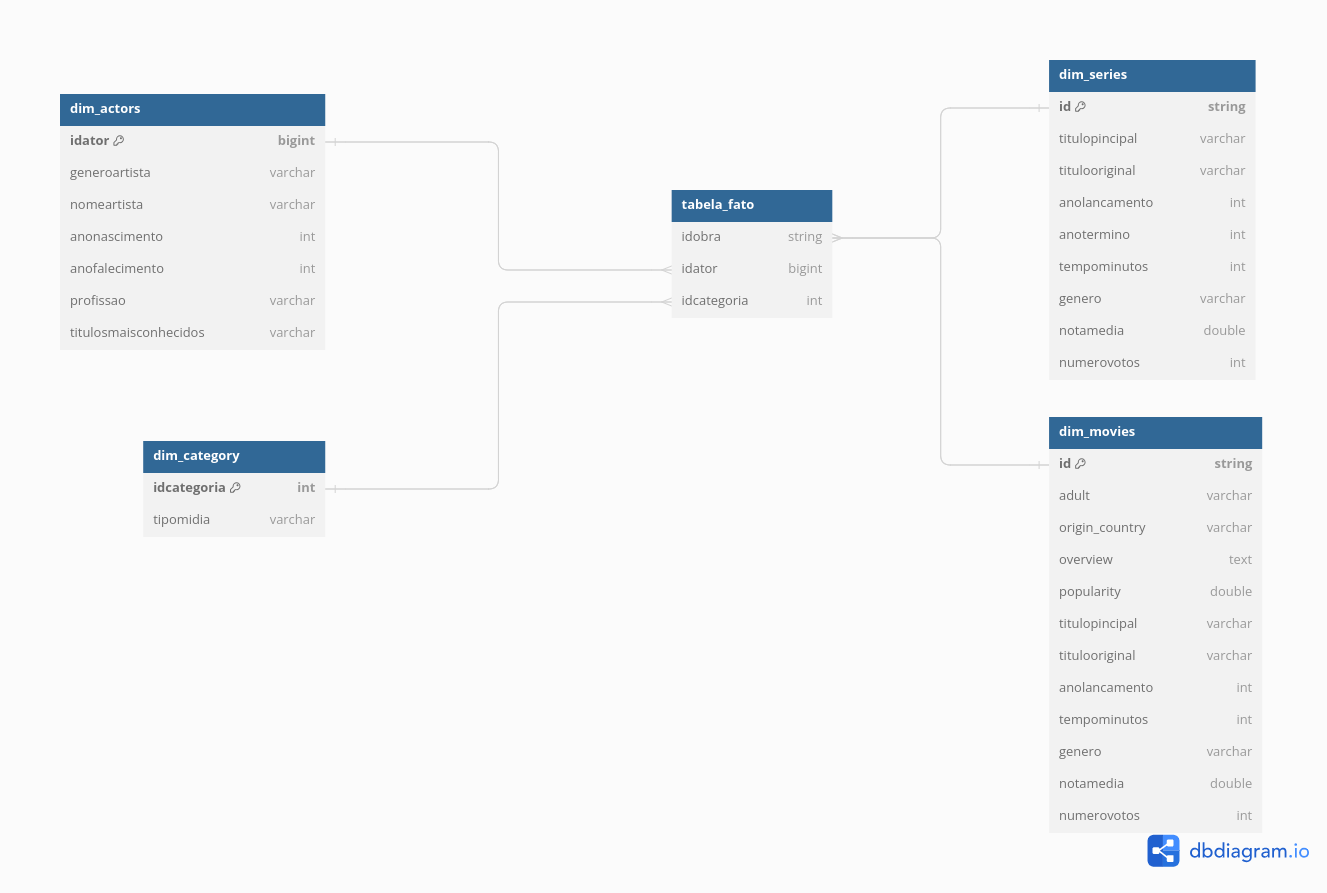 dim_actors
idator bigint
generoartista varchar
nomeartista varchar
anonascimento int
anofalecimento int
profissao varchar
titulosmaisconhecidos varchar
dim_category
idcategoria int
tipomidia varchar
tabela_fato
idobra string
idator bigint
idcategoria int
dim_series
id string
titulopincipal varchar
titulooriginal varchar
anolancamento int
anotermino int
tempominutos int
genero varchar
notamedia double
numerovotos int
dim_movies
id string
adult varchar
origin_country varchar
overview text
popularity double
titulopincipal varchar
titulooriginal varchar
anolancamento int
tempominutos int
genero varchar
notamedia double
numerovotos int
dbdiagram.io